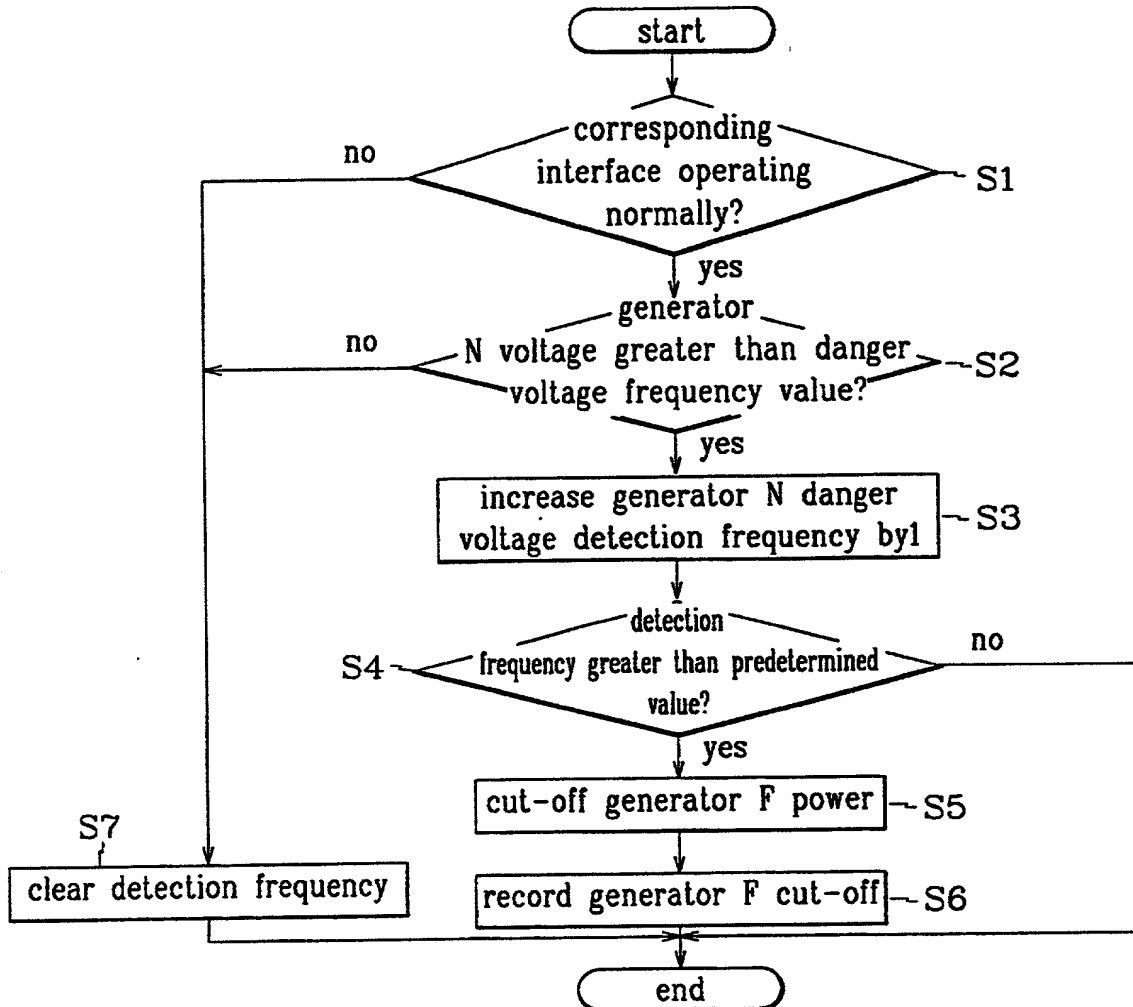 start
corresponding
interface operating
normally?
no
S1
yes
generator
N voltage greater than danger
voltage frequency value?
no
S2
yes
increase generator N danger
voltage detection frequency by1
S3
detection
frequency greater than predetermined
value?
S4
no
yes
cut-off generator F power
S5
S7
clear detection frequency
record generator F cut-off
S6
end